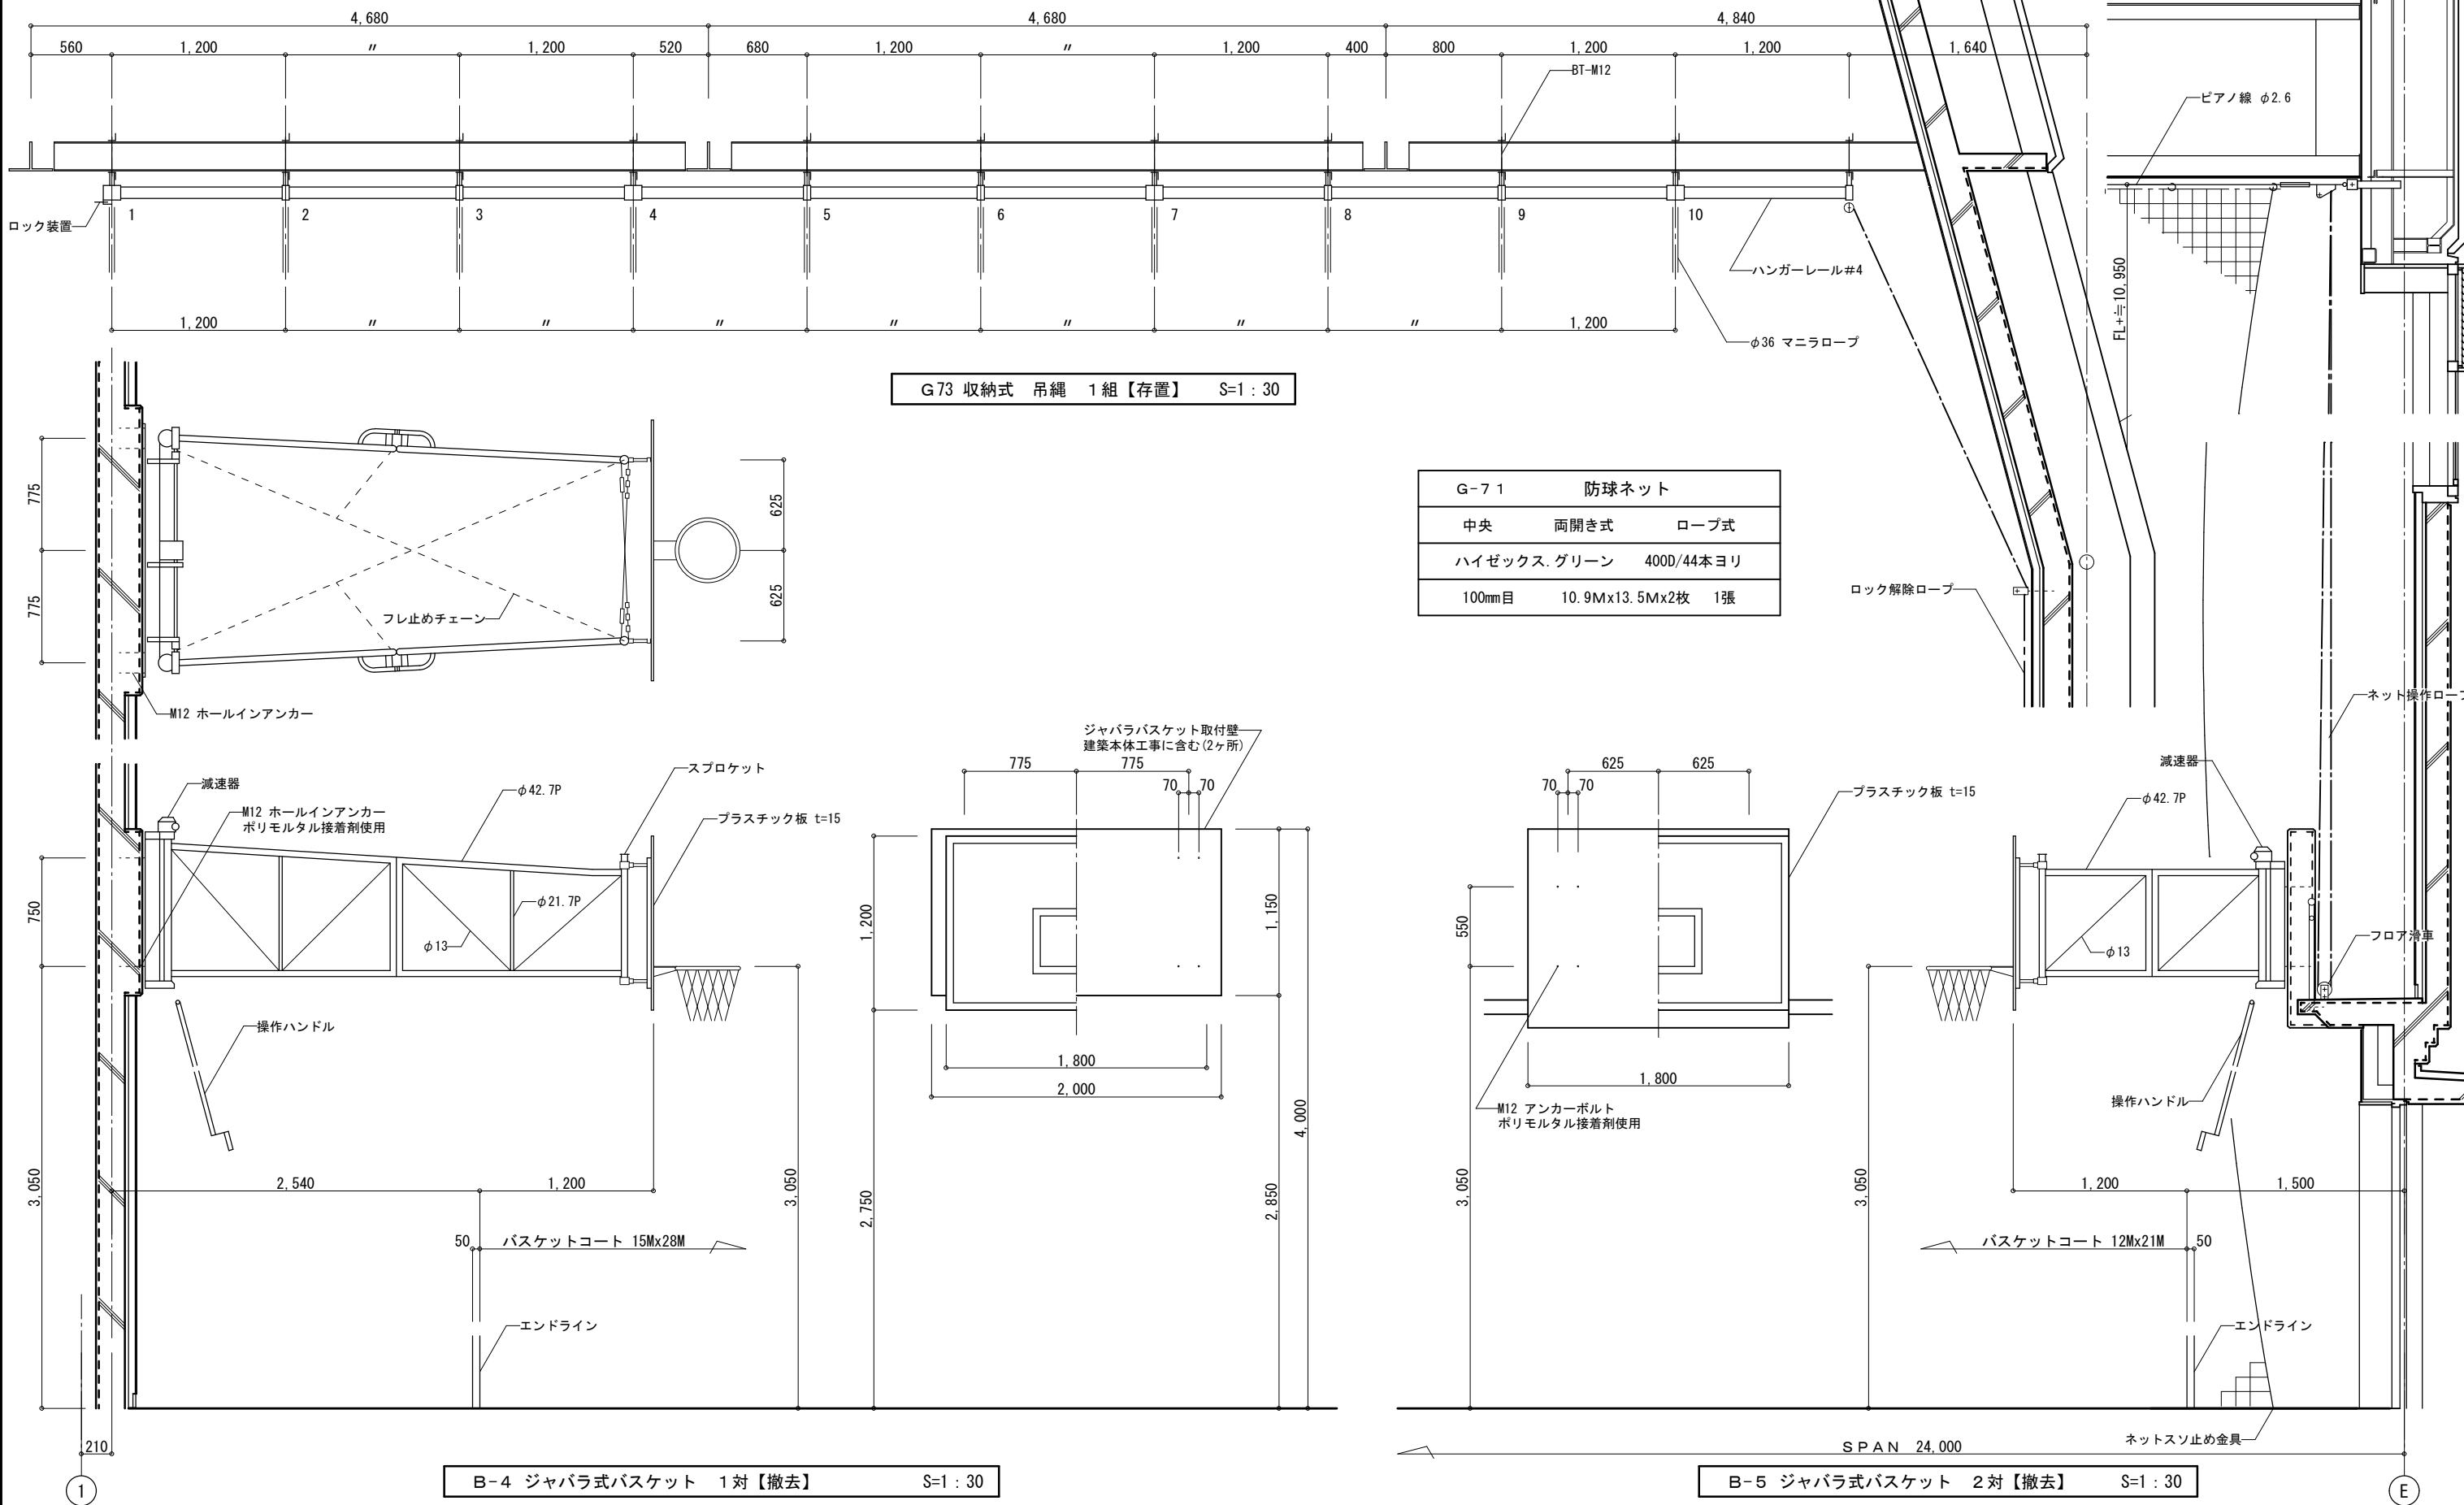 4,680
4,680
4,840
560
1,200
〃
1,200
520
680
1,200
〃
1,200
400
800
1,200
1,200
1,640
BT-M12
ピアノ線 φ2.6
ロック装置
1
2
3
4
5
6
7
8
9
10
ハンガーレール#4
FL+≒10,950
1,200
〃
〃
〃
〃
〃
〃
〃
1,200
φ36 マニラロープ
G73 収納式 吊縄 1組【存置】 S=1:30
775
775
625
625
フレ止めチェーン
M12 ホールインアンカー
G-71 防球ネット
中央 両開き式 ロープ式
ハイゼックス.グリーン 400D/44本ヨリ
100mm目 10.9Mx13.5Mx2枚 1張
ロック解除ロープ
ネット操作ロープ
減速器
M12 ホールインアンカー
ポリモルタル接着剤使用
φ42.7P
スプロケット
プラスチック板 t=15
φ21.7P
φ13
750
操作ハンドル
3,050
2,540
1,200
3,050
50
バスケットコート 15Mx28M
エンドライン
210
1
ジャバラバスケット取付壁
建築本体工事に含む(2ヶ所)
775
775
70
70
1,200
1,150
1,800
2,000
2,750
2,850
4,000
B-4 ジャバラ式バスケット 1対【撤去】 S=1:30
625
625
70
70
プラスチック板 t=15
550
1,800
M12 アンカーボルト
ポリモルタル接着剤使用
3,050
3,050
減速器
φ42.7P
φ13
フロア滑車
操作ハンドル
1,200
1,500
バスケットコート 12Mx21M
50
エンドライン
ネットスソ止め金具
SPAN 24,000
E
B-5 ジャバラ式バスケット 2対【撤去】 S=1:30